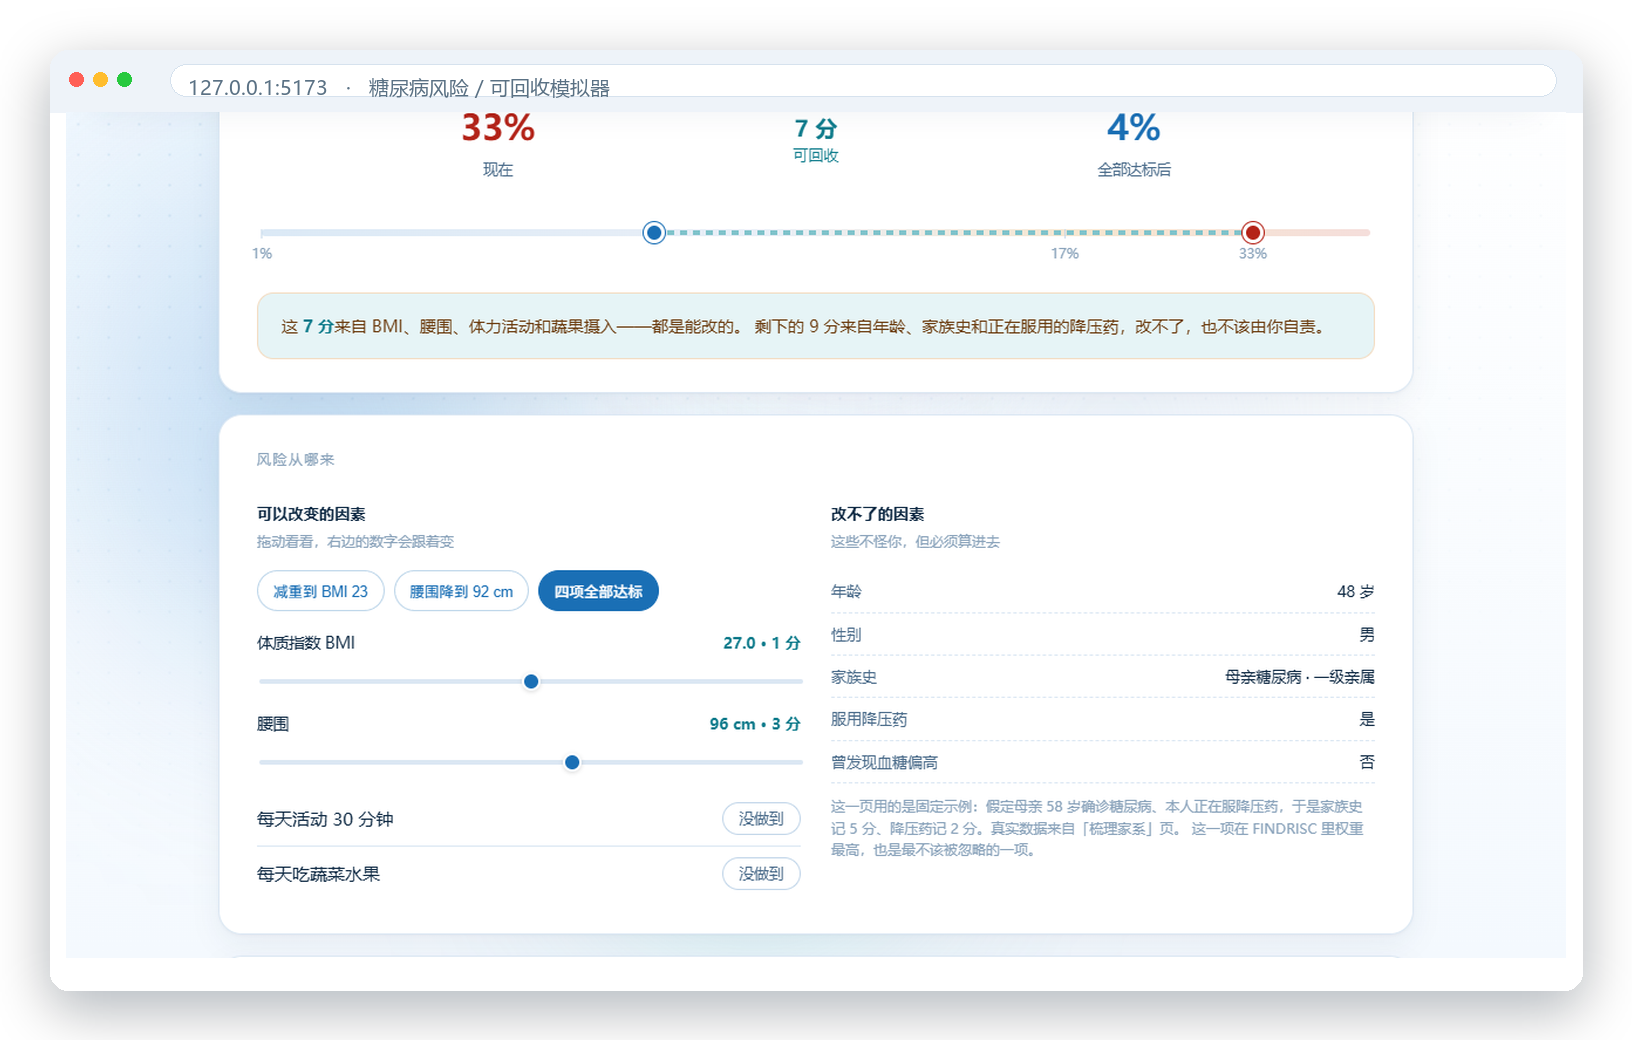 127.0.0.1:5173 · 糖尿病风险 / 可回收模拟器
33%
现在
7 分
可回收
4%
全部达标后
1%
17%
33%
这 7 分来自 BMI、腰围、体力活动和蔬果摄入——都是能改的。 剩下的 9 分来自年龄、家族史和正在服用的降压药，改不了，也不该由你自责。
风险从哪来
可以改变的因素
拖动看看，右边的数字会跟着变
减重到 BMI 23
腰围降到 92 cm
四项全部达标
体质指数 BMI
27.0 • 1 分
腰围
96 cm • 3 分
每天活动 30 分钟
没做到
每天吃蔬菜水果
没做到
改不了的因素
这些不怪你，但必须算进去
年龄
48 岁
性别
男
家族史
母亲糖尿病 · 一级亲属
服用降压药
是
曾发现血糖偏高
否
这一页用的是固定示例：假定母亲 58 岁确诊糖尿病、本人正在服降压药，于是家族史
记 5 分、降压药记 2 分。真实数据来自「梳理家系」页。 这一项在 FINDRISC 里权重
最高，也是最不该被忽略的一项。